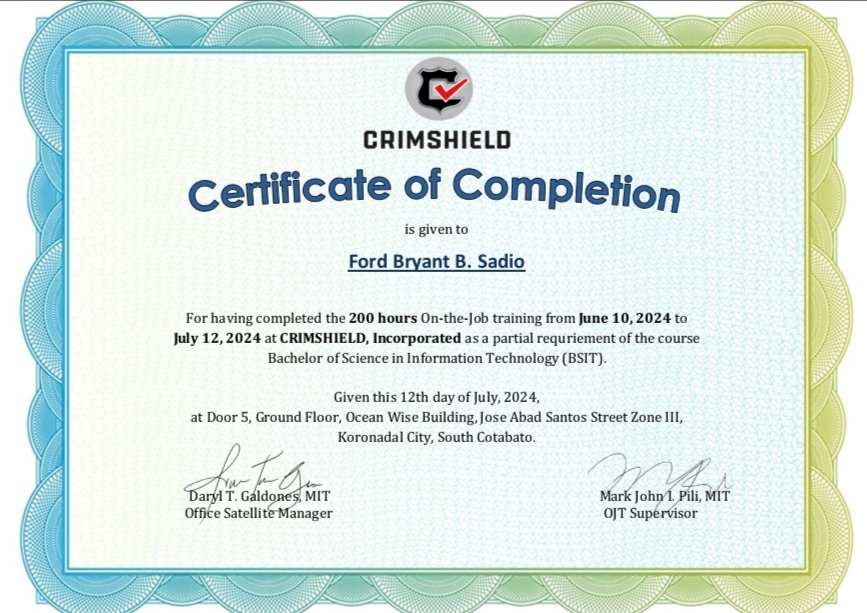 CRIMSHIELD
Certificate of Completion
is given to
Ford Bryant B. Sadio
For having completed the 200 hours On-the-Job training from June 10, 2024 to
July 12, 2024 at CRIMSHIELD, Incorporated as a partial requriement of the course
Bachelor of Science in Information Technology (BSIT).
Given this 12th day of July, 2024,
at Door 5, Ground Floor, Ocean Wise Building, Jose Abad Santos Street Zone III,
Koronadal City, South Cotabato.
Daryl T. Galdones, MIT
Office Satellite Manager
Mark John I. Pili, MIT
OJT Supervisor